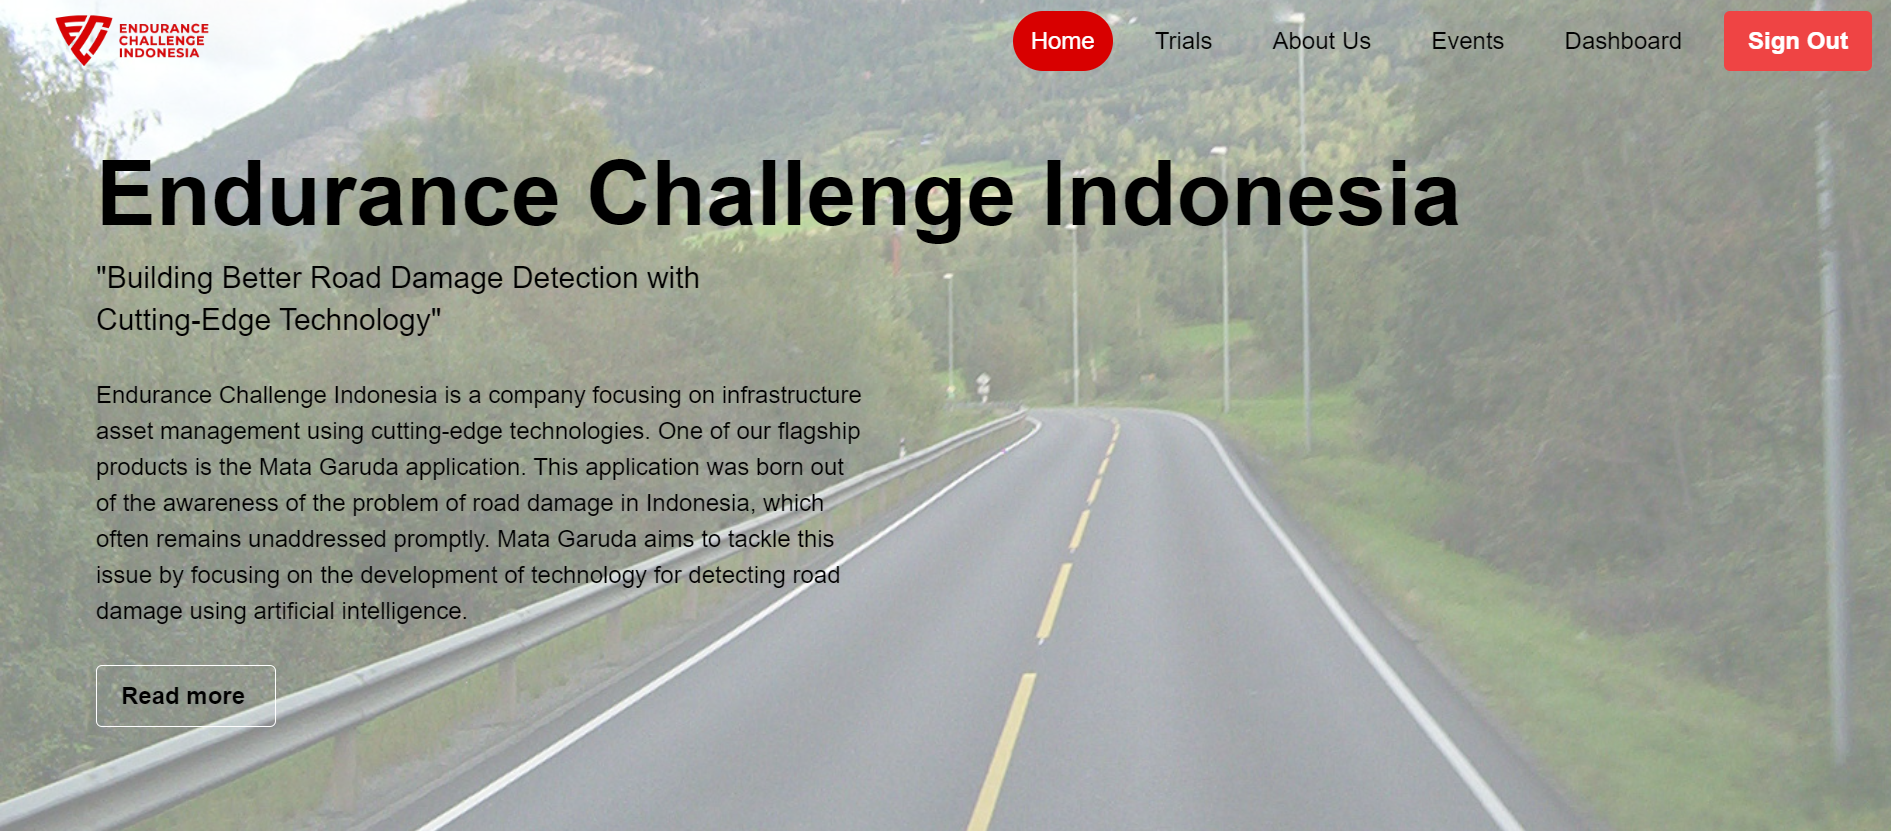 ENDURANCE
CHALLENGE
INDONESIA
Home
Trials
About Us
Events
Dashboard
Sign Out
Endurance Challenge Indonesia
"Building Better Road Damage Detection with
Cutting-Edge Technology"
Endurance Challenge Indonesia is a company focusing on infrastructure
asset management using cutting-edge technologies. One of our flagship
products is the Mata Garuda application. This application was born out
of the awareness of the problem of road damage in Indonesia, which
often remains unaddressed promptly. Mata Garuda aims to tackle this
issue by focusing on the development of technology for detecting road
damage using artificial intelligence.
Read more